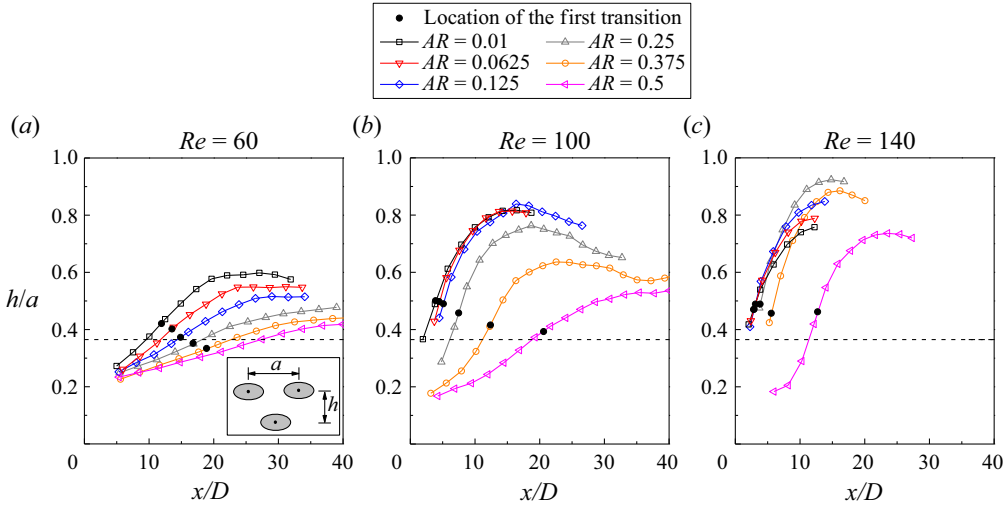 Location of the first transition
AR = 0.01
AR = 0.25
AR = 0.0625
AR = 0.375
AR = 0.125
AR = 0.5
(a)
Re = 60
(b)
Re = 100
(c)
Re = 140
1.0
0.8
0.6
h/a
0.4
0.2
0
10
20
30
40
x/D
a
h
1.0
0.8
0.6
0.4
0.2
0
10
20
30
40
x/D
1.0
0.8
0.6
0.4
0.2
0
10
20
30
40
x/D